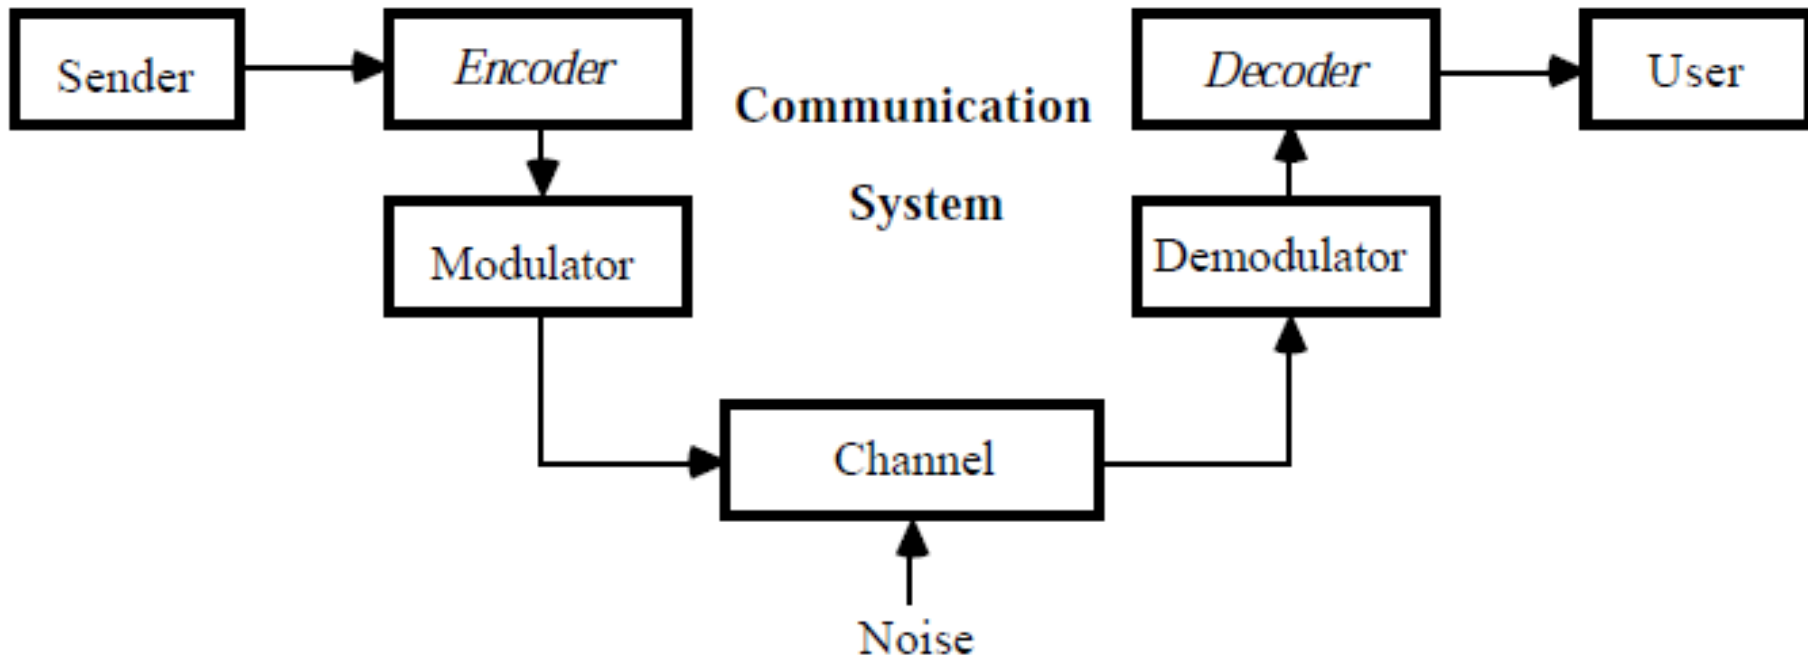 Sender
Encoder
Communication
System
Decoder
User
Modulator
Demodulator
Channel
Noise